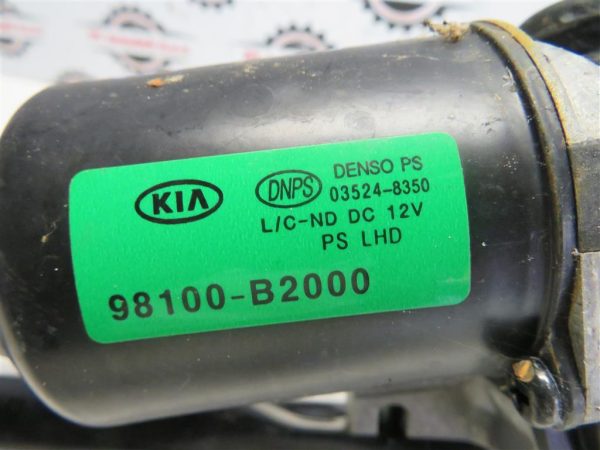 KIA
DNPS
DENSO PS
03524-8350
L/C-ND DC 12V
PS LHD
98100-B2000